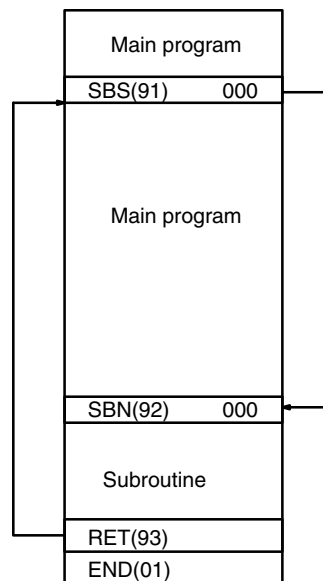 Main program
SBS(91) 000
Main program
SBN(92) 000
Subroutine
RET(93)
END(01)